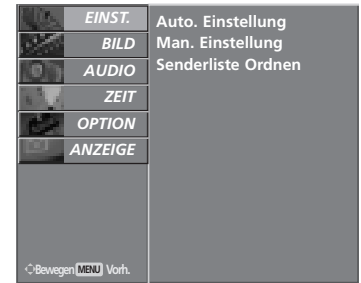 EINST.
BILD
AUDIO
ZEIT
OPTION
ANZEIGE
Auto. Einstellung
Man. Einstellung
Senderliste Ordnen
Bewegen MENU Vorh.